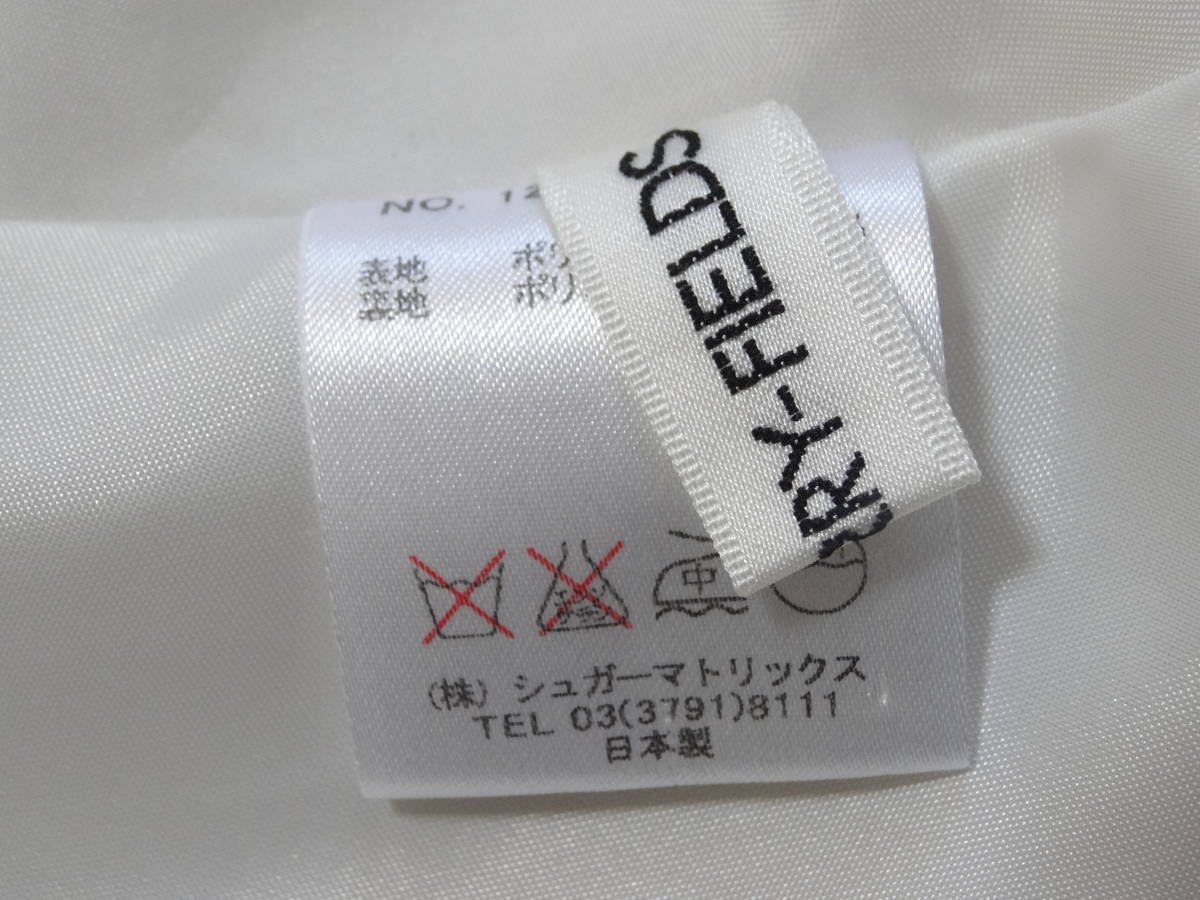 NO. 12
表地 ポリ
裏地 ポリ
RY-FIELDS
中
(株) シュガーマトリックス
TEL 03(3791)8111
日本製